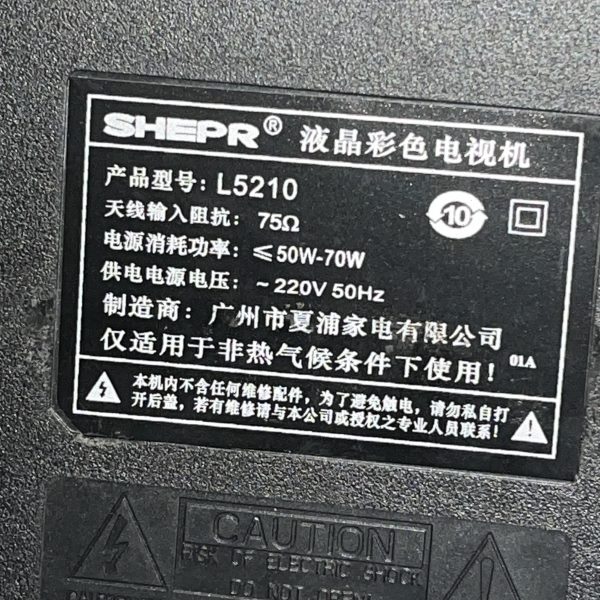 SHEPR® 液晶彩色电视机
产品型号: L5210
天线输入阻抗: 75Ω
10
电源消耗功率: ≤50W-70W
供电电源电压: ~220V 50Hz
制造商: 广州市夏浦家电有限公司
仅适用于非热气候条件下使用! 01A
本机内不含任何维修配件, 为了避免触电, 请勿私自打
开后盖, 若有维修请与本公司或授权之专业人员联系!
CAUTION
RISK OF ELECTRIC SHOCK
DO NOT OPEN